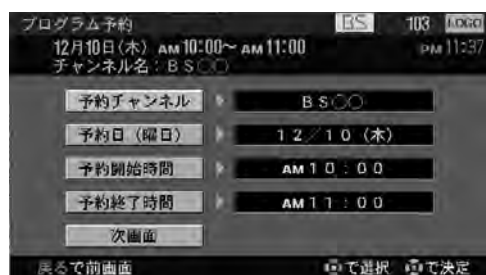 プログラム予約 BS 103 LOGO
12月10日(木) AM10:00~AM11:00 PM11:37
チャンネル名:BS○○
予約チャンネル BS○○
予約日(曜日) 12/10(木)
予約開始時間 AM10:00
予約終了時間 AM11:00
次画面
戻るで前画面 で選択 で決定